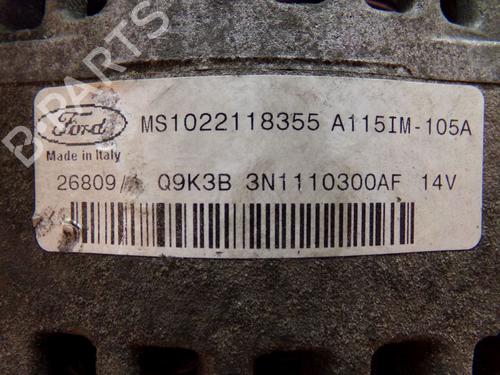 Ford
MS1022118355 A115IM-105A
Made in Italy
26809/ Q9K3B 3N1110300AF 14V
B-PARTS